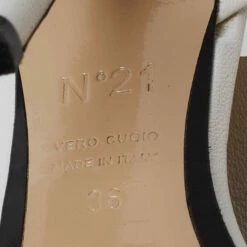 N°21
VERO CUOIO
MADE IN ITALY
36